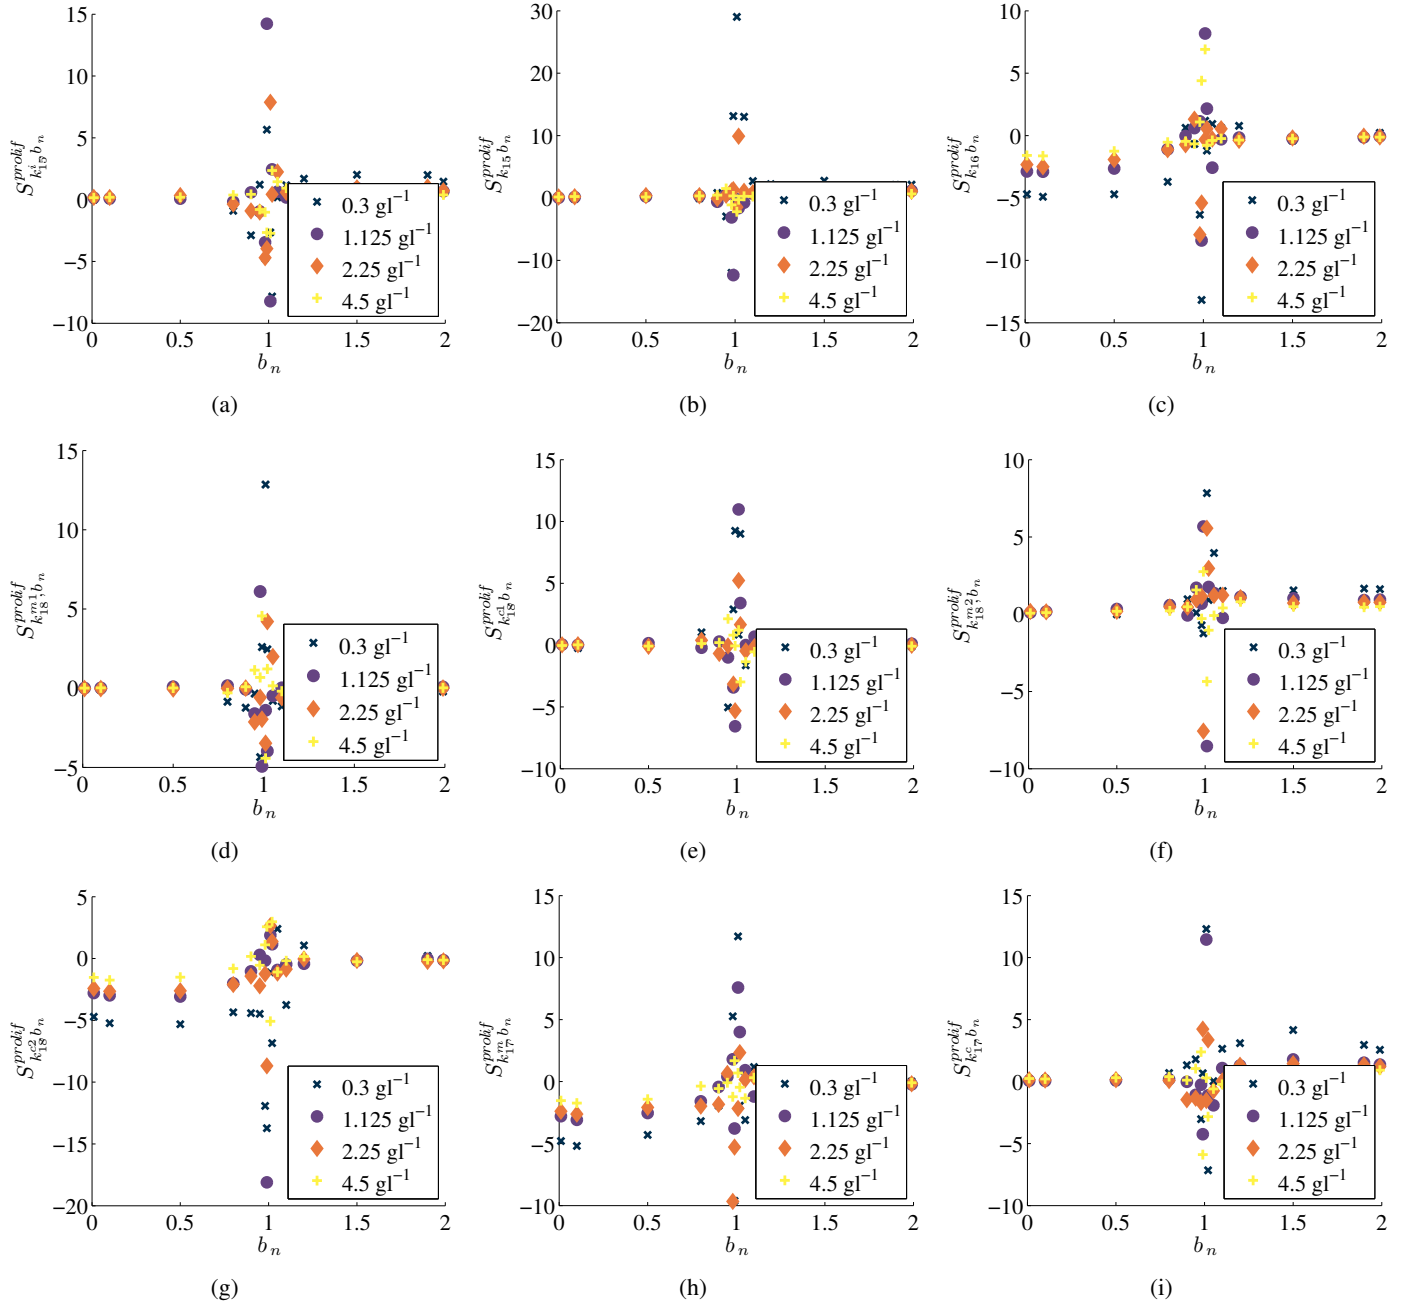 15
10
5
0
−5
−10
0 0.5 1 1.5 2
b_n
S^{prolif}_{k^i_{15}, b_n}
0.3 gl⁻¹
1.125 gl⁻¹
2.25 gl⁻¹
4.5 gl⁻¹
(a)
30
20
10
0
−10
−20
0 0.5 1 1.5 2
b_n
S^{prolif}_{k_{15} b_n}
0.3 gl⁻¹
1.125 gl⁻¹
2.25 gl⁻¹
4.5 gl⁻¹
(b)
10
5
0
−5
−10
−15
0 0.5 1 1.5 2
b_n
S^{prolif}_{k_{16} b_n}
0.3 gl⁻¹
1.125 gl⁻¹
2.25 gl⁻¹
4.5 gl⁻¹
(c)
15
10
5
0
−5
0 0.5 1 1.5 2
b_n
S^{prolif}_{k^{m1}_{18}, b_n}
0.3 gl⁻¹
1.125 gl⁻¹
2.25 gl⁻¹
4.5 gl⁻¹
(d)
15
10
5
0
−5
−10
0 0.5 1 1.5 2
b_n
S^{prolif}_{k^{c1}_{18} b_n}
0.3 gl⁻¹
1.125 gl⁻¹
2.25 gl⁻¹
4.5 gl⁻¹
(e)
10
5
0
−5
−10
0 0.5 1 1.5 2
b_n
S^{prolif}_{k^{m2}_{18}, b_n}
0.3 gl⁻¹
1.125 gl⁻¹
2.25 gl⁻¹
4.5 gl⁻¹
(f)
5
0
−5
−10
−15
−20
0 0.5 1 1.5 2
b_n
S^{prolif}_{k^{c2}_{18} b_n}
0.3 gl⁻¹
1.125 gl⁻¹
2.25 gl⁻¹
4.5 gl⁻¹
(g)
15
10
5
0
−5
−10
0 0.5 1 1.5 2
b_n
S^{prolif}_{k^m_{17} b_n}
0.3 gl⁻¹
1.125 gl⁻¹
2.25 gl⁻¹
4.5 gl⁻¹
(h)
15
10
5
0
−5
−10
0 0.5 1 1.5 2
b_n
S^{prolif}_{k^c_{17} b_n}
0.3 gl⁻¹
1.125 gl⁻¹
2.25 gl⁻¹
4.5 gl⁻¹
(i)